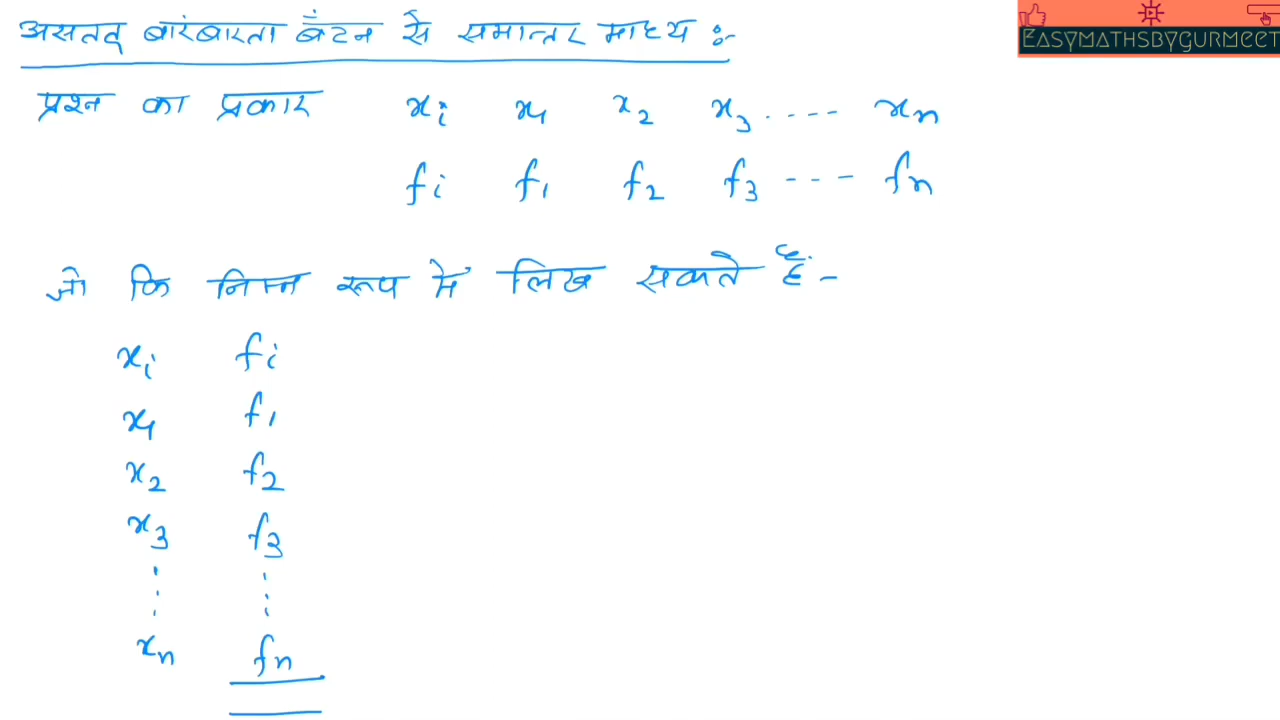 असतत् बारंबारता बँटन से समान्तर माध्य :-
EASYMATHSBYGURMEET
प्रश्न का प्रकार xi x1 x2 x3 .... xn
fi f1 f2 f3 --- fn
जो कि निम्न रूप में लिख सकते हैं -
xi fi
x1 f1
x2 f2
x3 f3
⋮ ⋮
xn fn